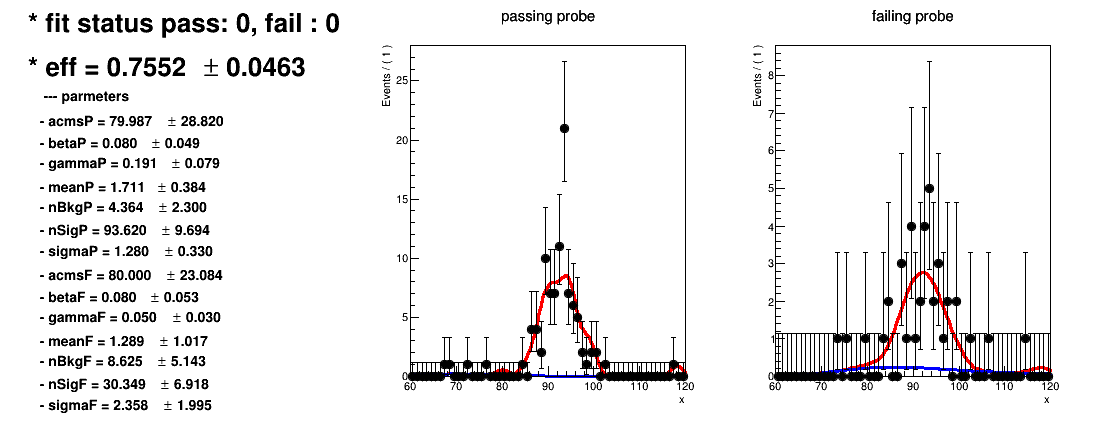 * fit status pass: 0, fail : 0
* eff = 0.7552 ± 0.0463
--- parmeters
- acmsP = 79.987 ± 28.820
- betaP = 0.080 ± 0.049
- gammaP = 0.191 ± 0.079
- meanP = 1.711 ± 0.384
- nBkgP = 4.364 ± 2.300
- nSigP = 93.620 ± 9.694
- sigmaP = 1.280 ± 0.330
- acmsF = 80.000 ± 23.084
- betaF = 0.080 ± 0.053
- gammaF = 0.050 ± 0.030
- meanF = 1.289 ± 1.017
- nBkgF = 8.625 ± 5.143
- nSigF = 30.349 ± 6.918
- sigmaF = 2.358 ± 1.995
passing probe
Events / ( 1 )
25
20
15
10
5
0
60 70 80 90 100 110 120
x
failing probe
Events / ( 1 )
8
7
6
5
4
3
2
1
0
60 70 80 90 100 110 120
x